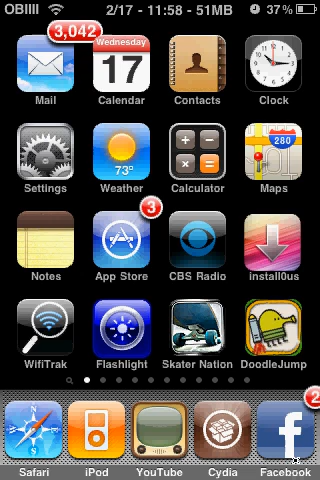 OBIIII 2/17 - 11:58 - 51MB 37%
3,042
Wednesday
17
280
Mail Calendar Contacts Clock
73°
Settings Weather Calculator Maps
3
Notes App Store CBS Radio install0us
WifiTrak Flashlight Skater Nation DoodleJump
2
Safari iPod YouTube Cydia Facebook